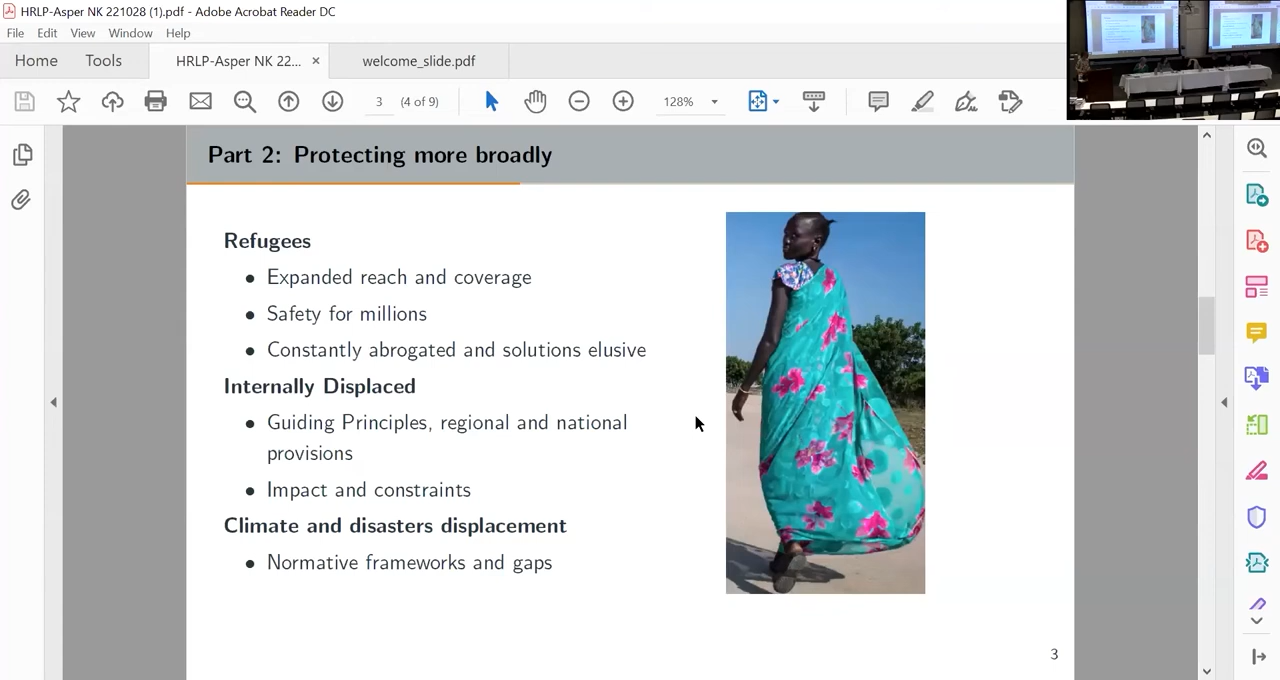 HRLP-Asper NK 221028 (1).pdf - Adobe Acrobat Reader DC
File Edit View Window Help
Home Tools HRLP-Asper NK 22... × welcome_slide.pdf
3 (4 of 9) 128%
Part 2: Protecting more broadly
Refugees
• Expanded reach and coverage
• Safety for millions
• Constantly abrogated and solutions elusive
Internally Displaced
• Guiding Principles, regional and national
provisions
• Impact and constraints
Climate and disasters displacement
• Normative frameworks and gaps
3